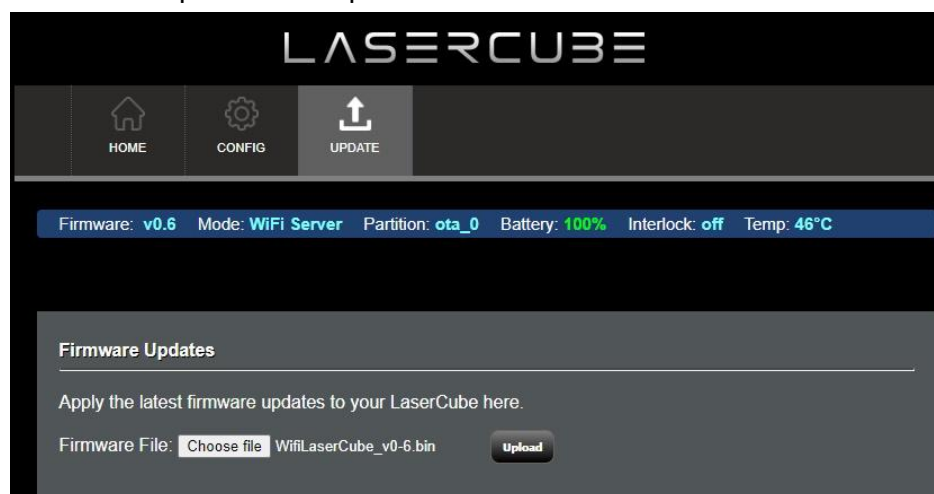 LASERCUBE
HOME CONFIG UPDATE
Firmware: v0.6 Mode: WiFi Server Partition: ota_0 Battery: 100% Interlock: off Temp: 46°C
Firmware Updates
Apply the latest firmware updates to your LaserCube here.
Firmware File: Choose file WifiLaserCube_v0-6.bin Upload